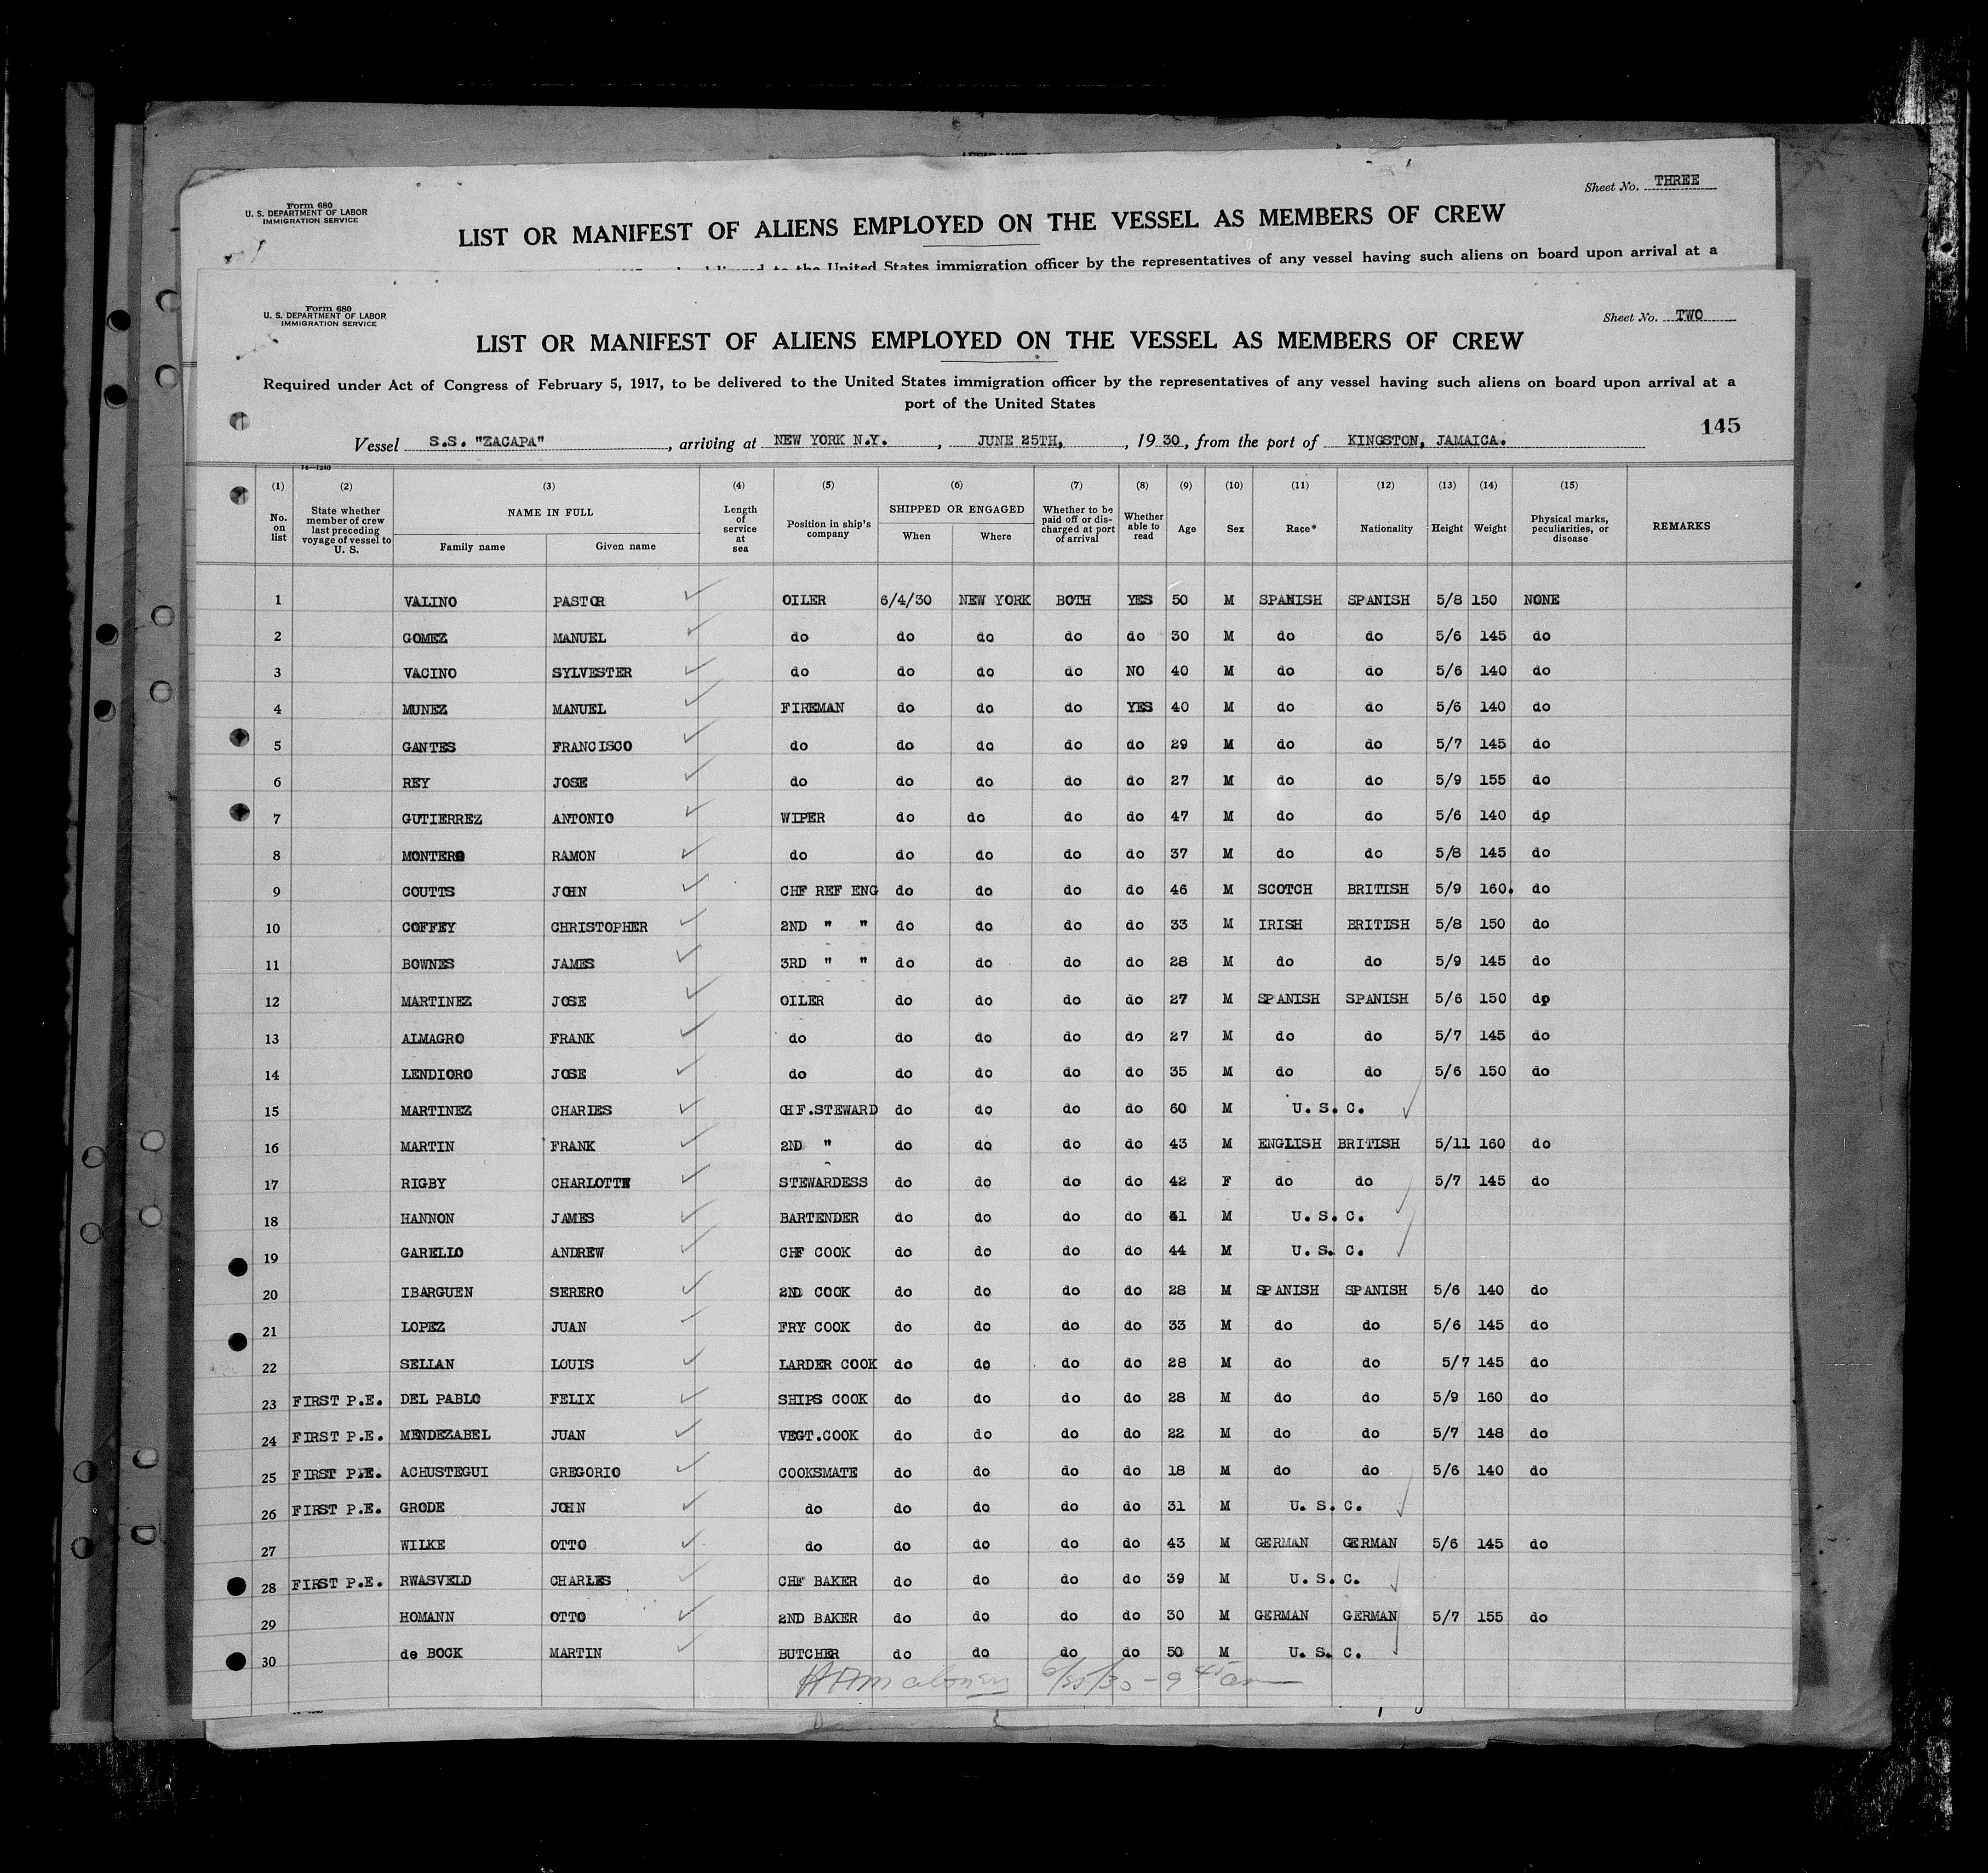 Form 680
U. S. DEPARTMENT OF LABOR
IMMIGRATION SERVICE
Sheet No. THREE
LIST OR MANIFEST OF ALIENS EMPLOYED ON THE VESSEL AS MEMBERS OF CREW
the United States immigration officer by the representatives of any vessel having such aliens on board upon arrival at a
Form 680
U. S. DEPARTMENT OF LABOR
IMMIGRATION SERVICE
Sheet No. TWO
LIST OR MANIFEST OF ALIENS EMPLOYED ON THE VESSEL AS MEMBERS OF CREW
Required under Act of Congress of February 5, 1917, to be delivered to the United States immigration officer by the representatives of any vessel having such aliens on board upon arrival at a
port of the United States
145
Vessel S.S. "ZACAPA", arriving at NEW YORK N.Y., JUNE 25TH, , 19 30, from the port of KINGSTON, JAMAICA.
14-1240
(1) (2) (3) (4) (5) (6) (7) (8) (9) (10) (11) (12) (13) (14) (15)
No. on list State whether member of crew last preceding voyage of vessel to U. S. NAME IN FULL Family name Given name Length of service at sea Position in ship's company SHIPPED OR ENGAGED When Where Whether to be paid off or discharged at port of arrival Whether able to read Age Sex Race* Nationality Height Weight Physical marks, peculiarities, or disease REMARKS
1 VALINO PASTOR OILER 6/4/30 NEW YORK BOTH YES 50 M SPANISH SPANISH 5/8 150 NONE
2 GOMEZ MANUEL do do do do do 30 M do do 5/6 145 do
3 VACINO SYLVESTER do do do do NO 40 M do do 5/6 140 do
4 MUNEZ MANUEL FIREMAN do do do YES 40 M do do 5/6 140 do
5 GANTES FRANCISCO do do do do do 29 M do do 5/7 145 do
6 REY JOSE do do do do do 27 M do do 5/9 155 do
7 GUTIERREZ ANTONIO WIPER do do do do 47 M do do 5/6 140 do
8 MONTERO RAMON do do do do do 37 M do do 5/8 145 do
9 COUTTS JOHN CHF REF ENG do do do do 46 M SCOTCH BRITISH 5/9 160. do
10 COFFEY CHRISTOPHER 2ND " " do do do do 33 M IRISH BRITISH 5/8 150 do
11 BOWNES JAMES 3RD " " do do do do 28 M do do 5/9 145 do
12 MARTINEZ JOSE OILER do do do do 27 M SPANISH SPANISH 5/6 150 do
13 ALMAGRO FRANK do do do do do 27 M do do 5/7 145 do
14 LENDIORO JOSE do do do do do 35 M do do 5/6 150 do
15 MARTINEZ CHARLES CHF.STEWARD do do do do 60 M U. S. C.
16 MARTIN FRANK 2ND " do do do do 43 M ENGLISH BRITISH 5/11 160 do
17 RIGBY CHARLOTTE STEWARDESS do do do do 42 F do do 5/7 145 do
18 HANNON JAMES BARTENDER do do do do 41 M U. S. C.
19 GARELLO ANDREW CHF COOK do do do do 44 M U. S. C.
20 IBARGUEN SERERO 2ND COOK do do do do 28 M SPANISH SPANISH 5/6 140 do
21 LOPEZ JUAN FRY COOK do do do do 33 M do do 5/6 145 do
22 SELLAN LOUIS LARDER COOK do do do do 28 M do do 5/7 145 do
23 FIRST P.E. DEL PABLO FELIX SHIPS COOK do do do do 28 M do do 5/9 160 do
24 FIRST P.E. MENDEZABEL JUAN VEGT.COOK do do do do 22 M do do 5/7 148 do
25 FIRST P.E. ACHUSTEGUI GREGORIO COOKSMATE do do do do 18 M do do 5/6 140 do
26 FIRST P.E. GRODE JOHN do do do do do 31 M U. S. C.
27 WILKE OTTO do do do do do 43 M GERMAN GERMAN 5/6 145 do
28 FIRST P.E. RWASVELD CHARLES CHF BAKER do do do do 39 M U. S. C.
29 HOMANN OTTO 2ND BAKER do do do do 30 M GERMAN GERMAN 5/7 155 do
30 de BOCK MARTIN BUTCHER do do do do 50 M U. S. C.